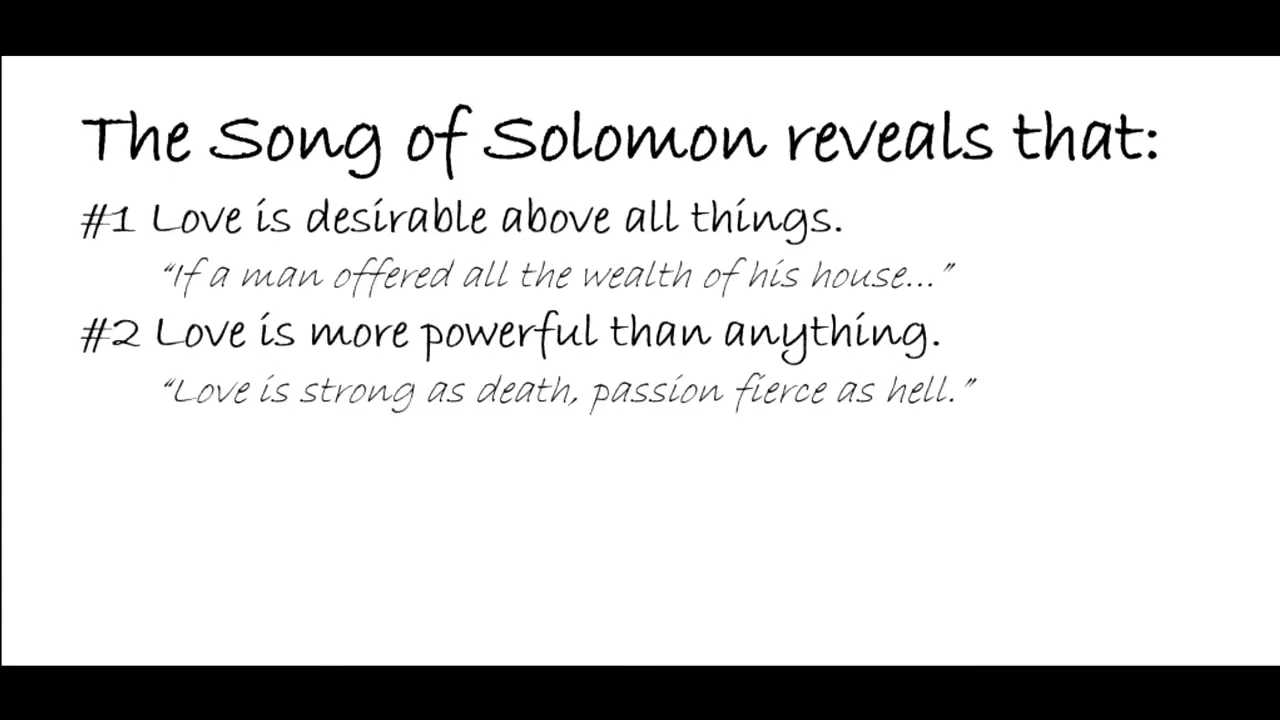 The Song of Solomon reveals that:
#1 Love is desirable above all things.
“If a man offered all the wealth of his house...”
#2 Love is more powerful than anything.
“Love is strong as death, passion fierce as hell.”